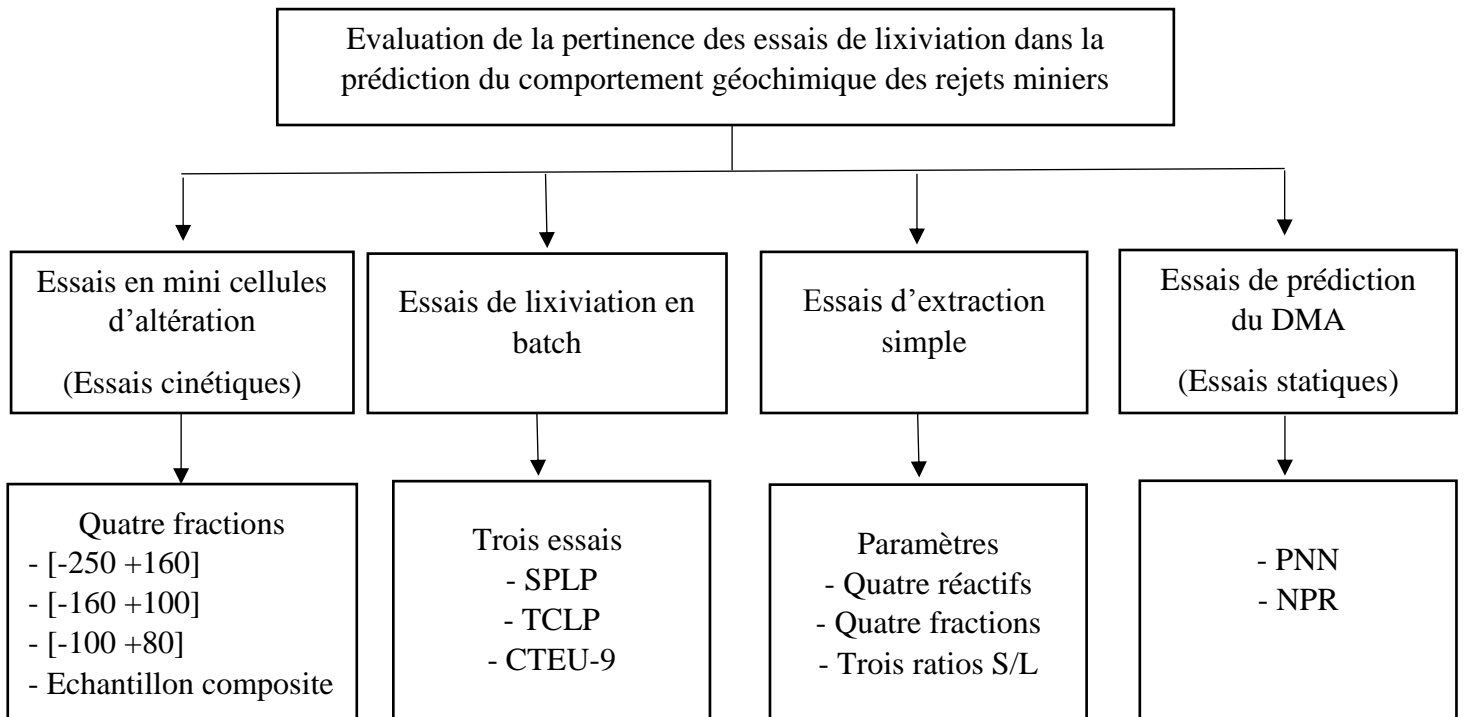 Evaluation de la pertinence des essais de lixiviation dans la
prédiction du comportement géochimique des rejets miniers
Essais en mini cellules
d'altération
(Essais cinétiques)
Essais de lixiviation en
batch
Essais d'extraction
simple
Essais de prédiction
du DMA
(Essais statiques)
Quatre fractions
- [-250 +160]
- [-160 +100]
- [-100 +80]
- Echantillon composite
Trois essais
- SPLP
- TCLP
- CTEU-9
Paramètres
- Quatre réactifs
- Quatre fractions
- Trois ratios S/L
- PNN
- NPR